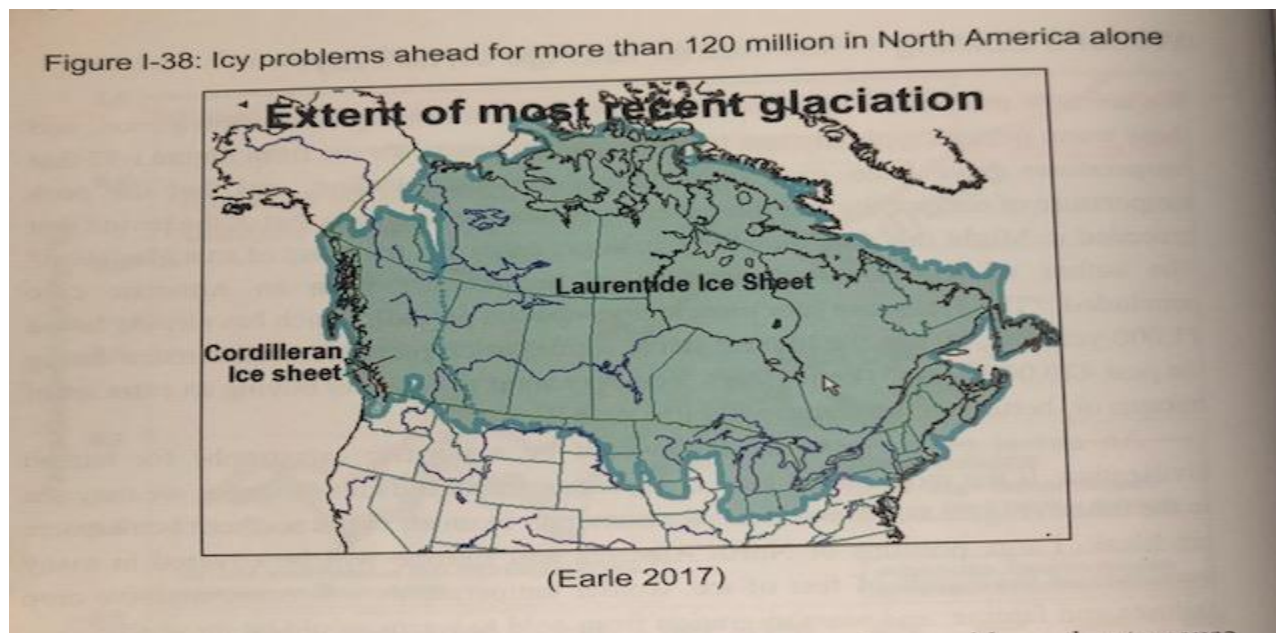 Figure I-38: Icy problems ahead for more than 120 million in North America alone
Extent of most recent glaciation
Laurentide Ice Sheet
Cordilleran
Ice sheet
(Earle 2017)